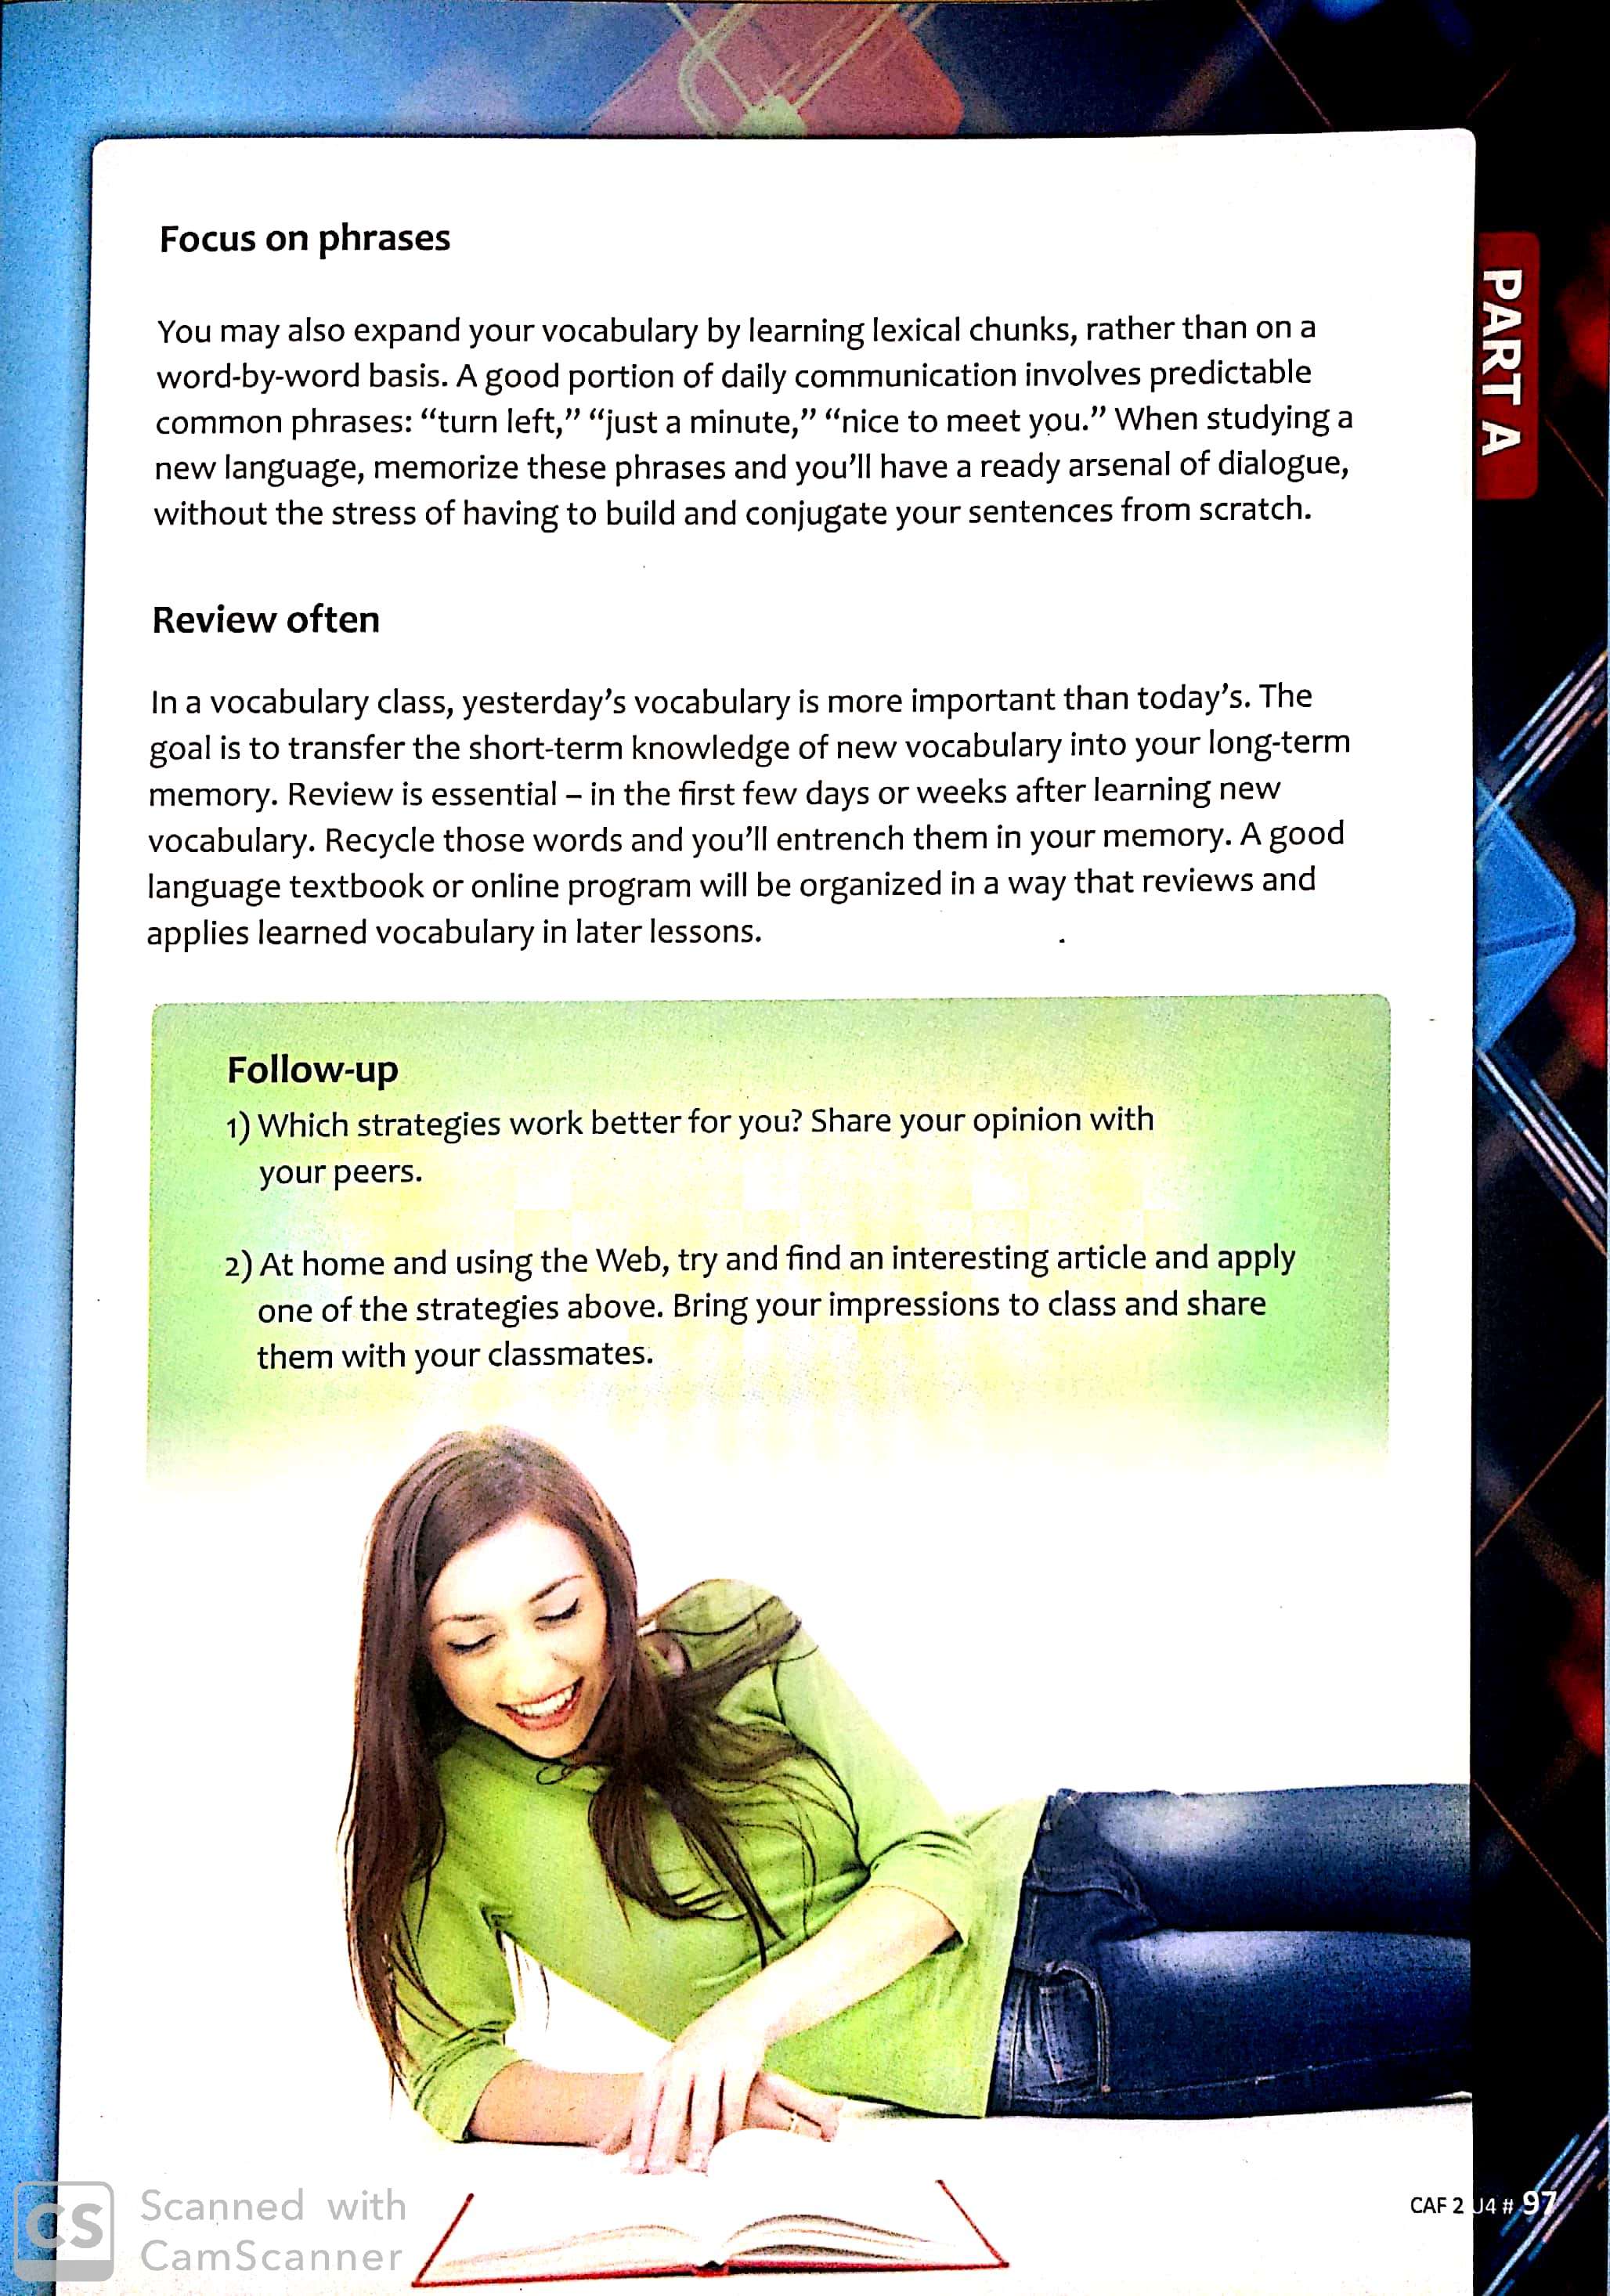 Focus on phrases
You may also expand your vocabulary by learning lexical chunks, rather than on a
word-by-word basis. A good portion of daily communication involves predictable
common phrases: “turn left,” “just a minute,” “nice to meet you.” When studying a
new language, memorize these phrases and you’ll have a ready arsenal of dialogue,
without the stress of having to build and conjugate your sentences from scratch.
Review often
In a vocabulary class, yesterday’s vocabulary is more important than today’s. The
goal is to transfer the short-term knowledge of new vocabulary into your long-term
memory. Review is essential – in the first few days or weeks after learning new
vocabulary. Recycle those words and you’ll entrench them in your memory. A good
language textbook or online program will be organized in a way that reviews and
applies learned vocabulary in later lessons.
Follow-up
1) Which strategies work better for you? Share your opinion with
your peers.
2) At home and using the Web, try and find an interesting article and apply
one of the strategies above. Bring your impressions to class and share
them with your classmates.
PART A
CAF 2 U4 # 97
CS
Scanned with
CamScanner